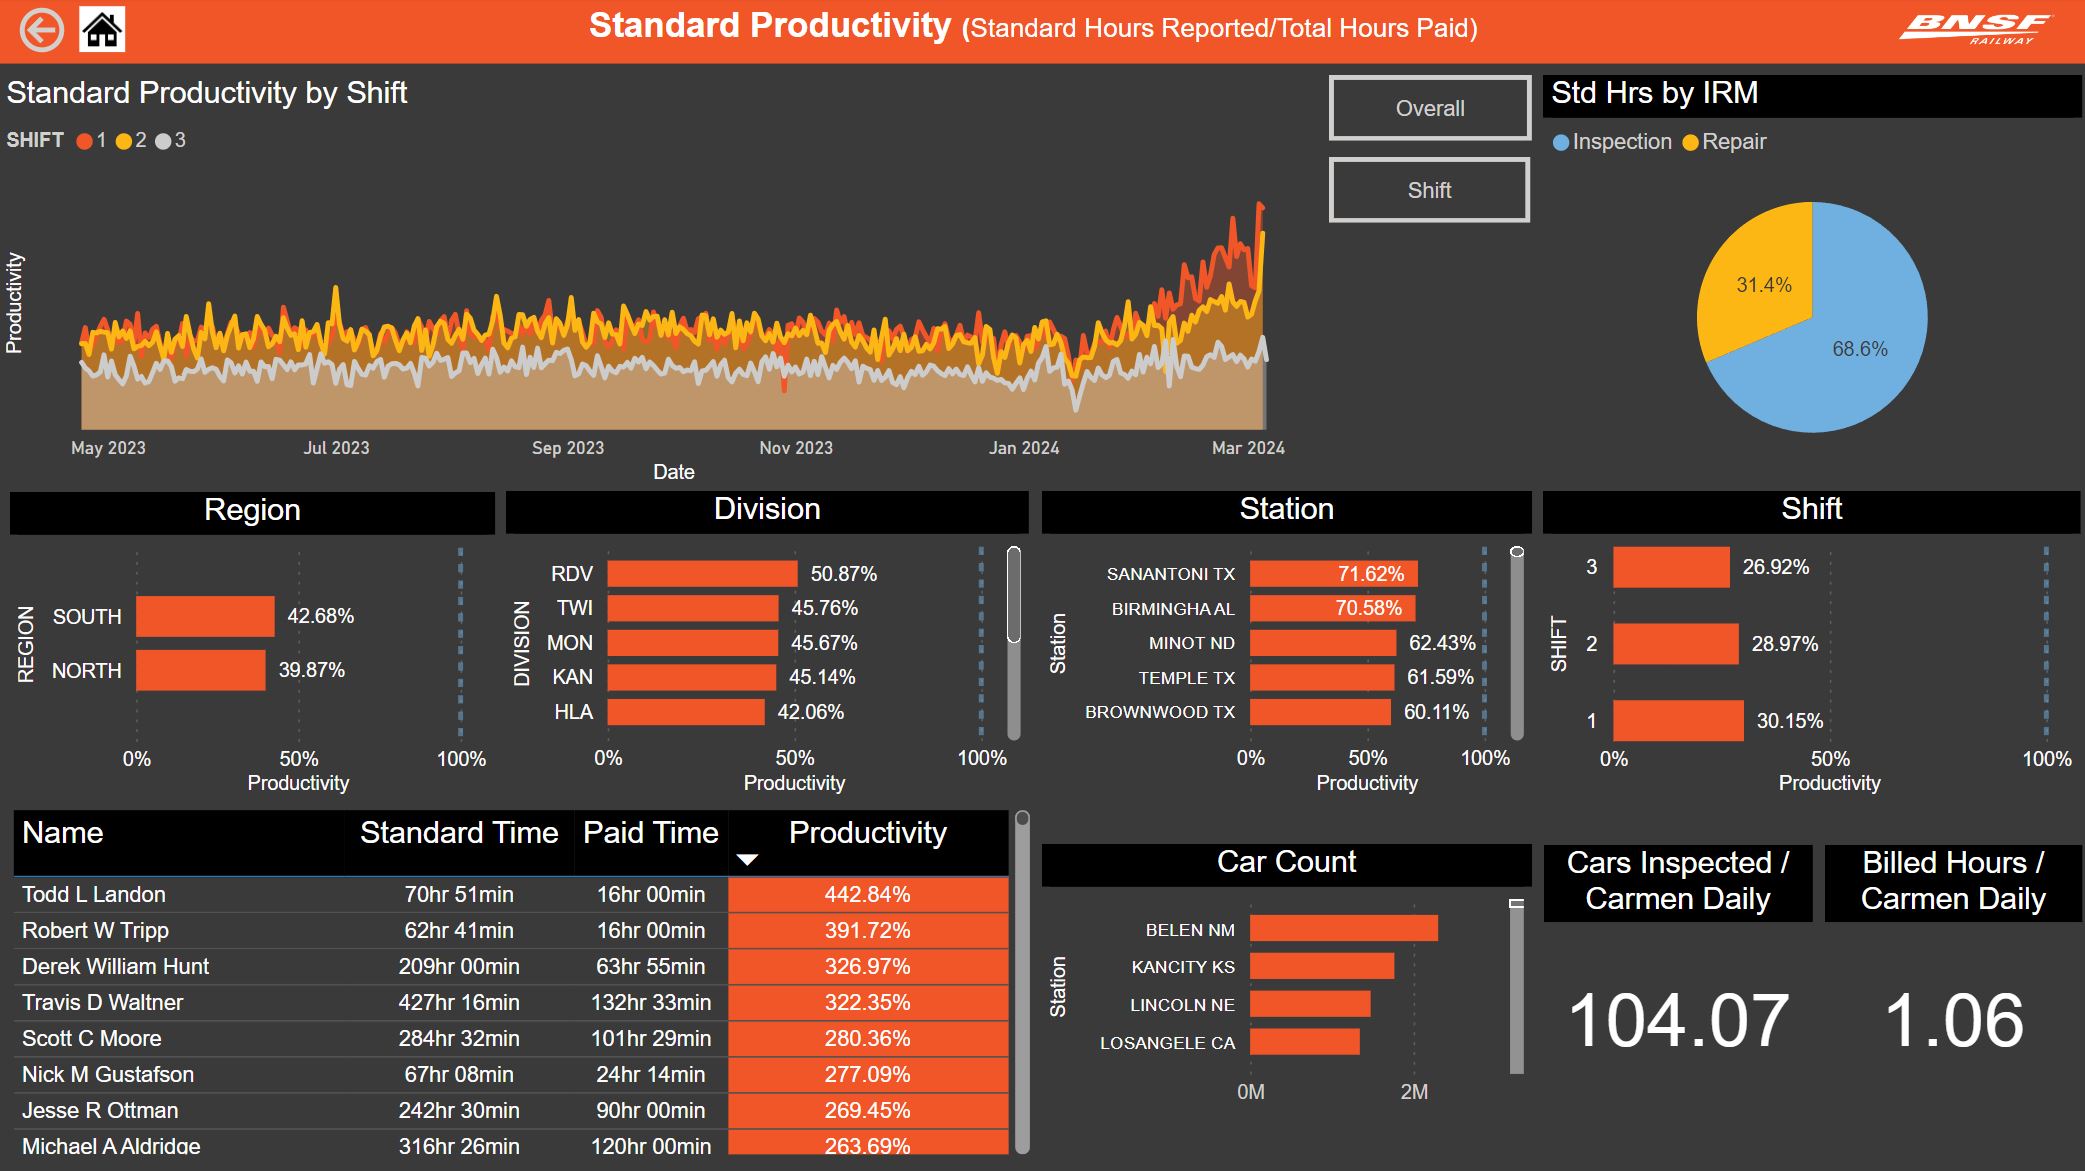 Standard Productivity (Standard Hours Reported/Total Hours Paid)
BNSF
RAILWAY
Standard Productivity by Shift
SHIFT 1 2 3
Productivity
May 2023 Jul 2023 Sep 2023 Nov 2023 Jan 2024 Mar 2024
Date
Overall
Shift
Std Hrs by IRM
Inspection Repair
31.4%
68.6%
Region
REGION
SOUTH 42.68%
NORTH 39.87%
0% 50% 100%
Productivity
Division
DIVISION
RDV 50.87%
TWI 45.76%
MON 45.67%
KAN 45.14%
HLA 42.06%
0% 50% 100%
Productivity
Station
Station
SANANTONI TX 71.62%
BIRMINGHA AL 70.58%
MINOT ND 62.43%
TEMPLE TX 61.59%
BROWNWOOD TX 60.11%
0% 50% 100%
Productivity
Shift
SHIFT
3 26.92%
2 28.97%
1 30.15%
0% 50% 100%
Productivity
Name Standard Time Paid Time Productivity
Todd L Landon 70hr 51min 16hr 00min 442.84%
Robert W Tripp 62hr 41min 16hr 00min 391.72%
Derek William Hunt 209hr 00min 63hr 55min 326.97%
Travis D Waltner 427hr 16min 132hr 33min 322.35%
Scott C Moore 284hr 32min 101hr 29min 280.36%
Nick M Gustafson 67hr 08min 24hr 14min 277.09%
Jesse R Ottman 242hr 30min 90hr 00min 269.45%
Michael A Aldridge 316hr 26min 120hr 00min 263.69%
Car Count
Station
BELEN NM
KANCITY KS
LINCOLN NE
LOSANGELE CA
0M 2M
Cars Inspected /
Carmen Daily
104.07
Billed Hours /
Carmen Daily
1.06